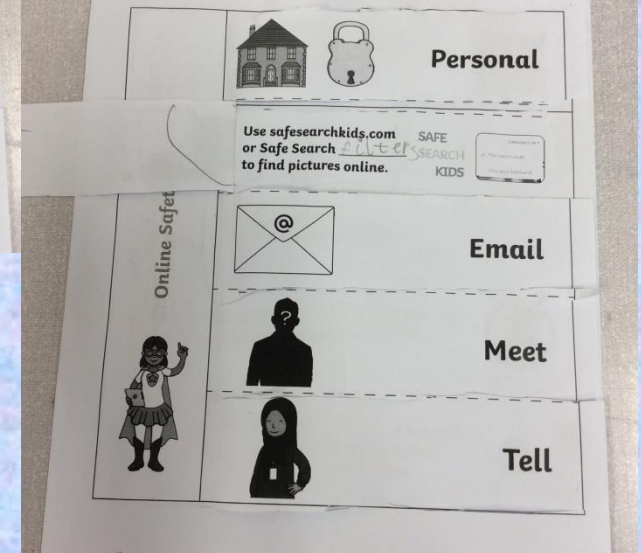 Personal
Use safesearchkids.com
or Safe Search filters
to find pictures online.
SAFE
SEARCH
KIDS
Online Safet
@
Email
?
Meet
Tell